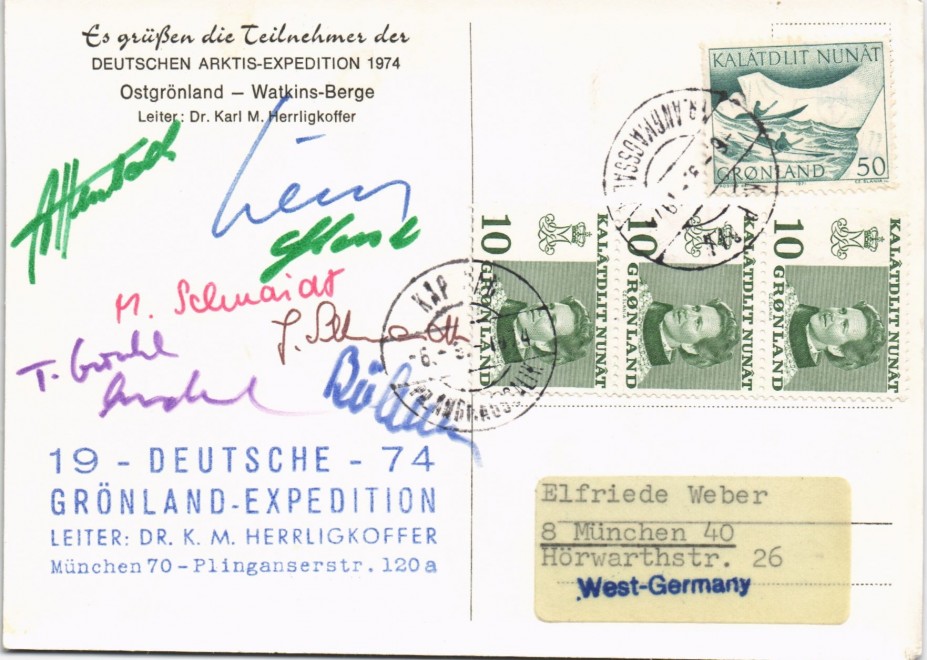 Es grüßen die Teilnehmer der
DEUTSCHEN ARKTIS-EXPEDITION 1974
Ostgrönland – Watkins-Berge
Leiter: Dr. Karl M. Herrligkoffer
M. Schmaidt
19 - DEUTSCHE - 74
GRÖNLAND-EXPEDITION
LEITER: DR. K. M. HERRLIGKOFFER
München 70 - Plinganserstr. 120a
KALÂTDLIT NUNÂT
GRØNLAND 50
10 GRØNLAND
KALÂTDLIT NUNÂT
10 GRØNLAND
KALÂTDLIT NUNÂT
10 GRØNLAND
KALÂTDLIT NUNÂT
KAP
Elfriede Weber
8 München 40
Hörwarthstr. 26
West-Germany